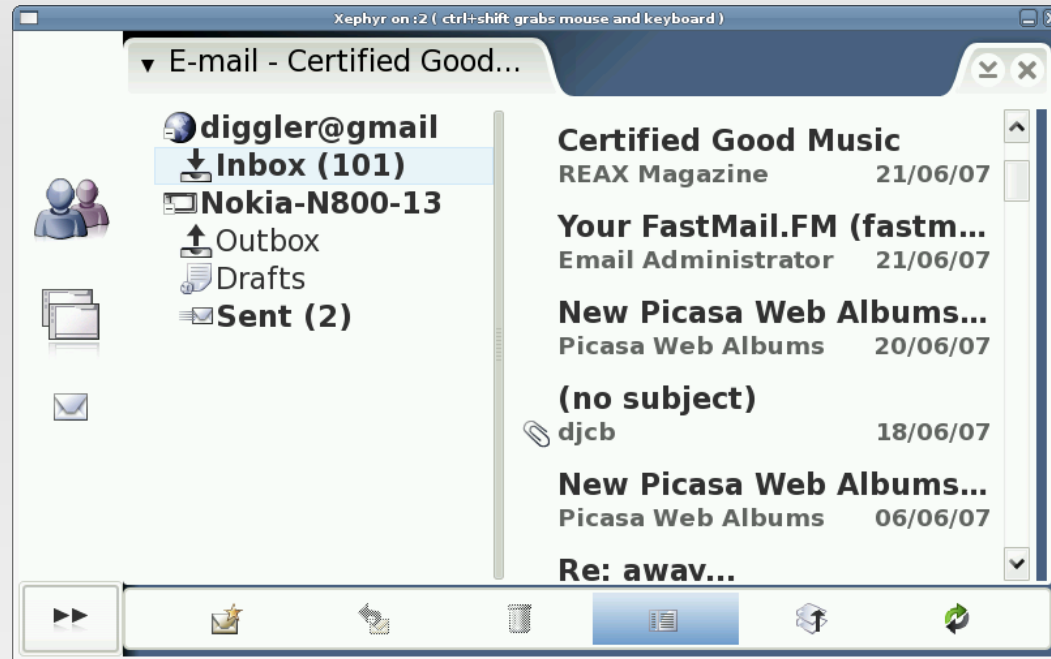 Xephyr on :2 ( ctrl+shift grabs mouse and keyboard )
E-mail - Certified Good...
diggler@gmail
Inbox (101)
Nokia-N800-13
Outbox
Drafts
Sent (2)
Certified Good Music
REAX Magazine 21/06/07
Your FastMail.FM (fastm...
Email Administrator 21/06/07
New Picasa Web Albums...
Picasa Web Albums 20/06/07
(no subject)
djcb 18/06/07
New Picasa Web Albums...
Picasa Web Albums 06/06/07
Re: away...